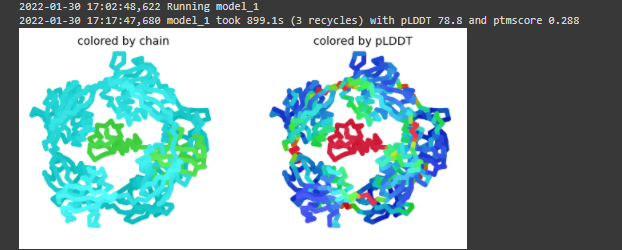 2022-01-30 17:02:48,622 Running model_1
2022-01-30 17:17:47,680 model_1 took 899.1s (3 recycles) with pLDDT 78.8 and ptmscore 0.288
colored by chain
colored by pLDDT